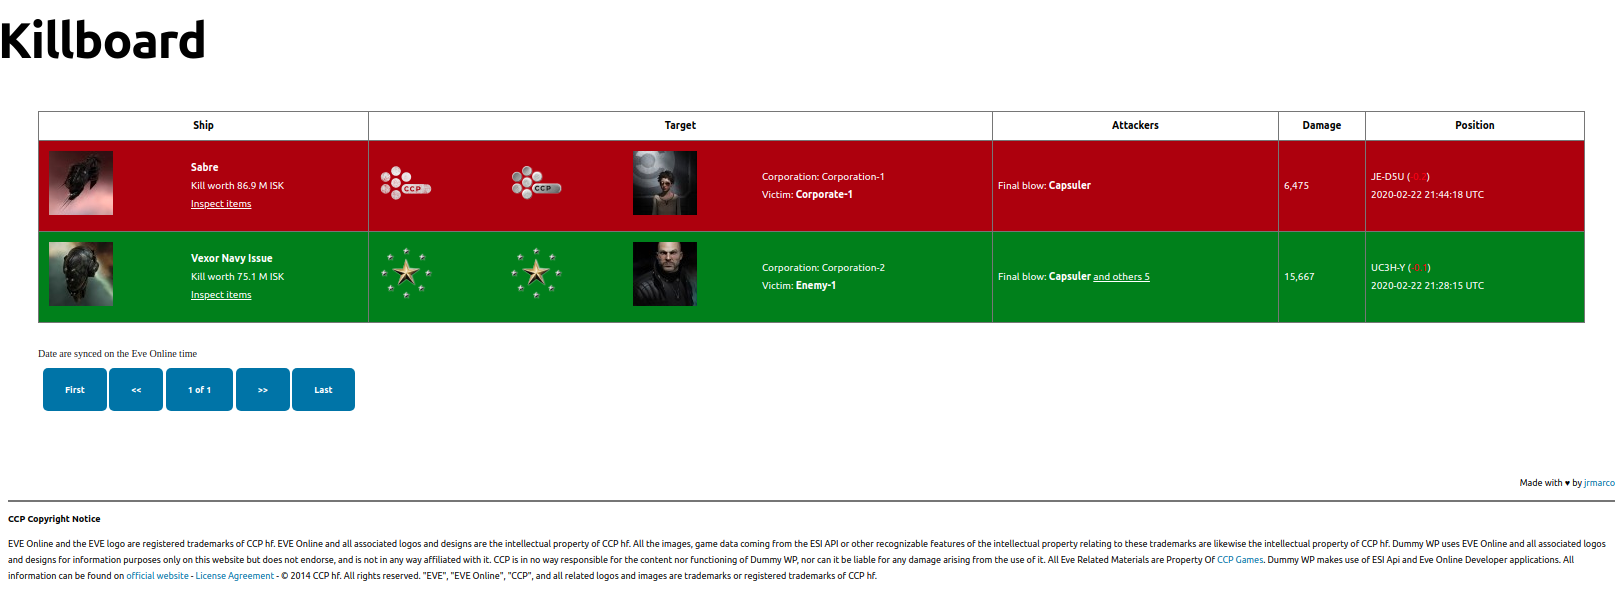 Killboard
Ship Target Attackers Damage Position
Sabre
Kill worth 86.9 M ISK
Inspect items
CCP
CCP
Corporation: Corporation-1
Victim: Corporate-1
Final blow: Capsuler
6,475
JE-D5U (
)
2020-02-22 21:44:18 UTC
Vexor Navy Issue
Kill worth 75.1 M ISK
Inspect items
Corporation: Corporation-2
Victim: Enemy-1
Final blow: Capsuler and others 5
15,667
UC3H-Y (
)
2020-02-22 21:28:15 UTC
Date are synced on the Eve Online time
First << 1 of 1 >> Last
Made with ♥ by jrmarco
CCP Copyright Notice
EVE Online and the EVE logo are registered trademarks of CCP hf. EVE Online and all associated logos and designs are the intellectual property of CCP hf. All the images, game data coming from the ESI API or other recognizable features of the intellectual property relating to these trademarks are likewise the intellectual property of CCP hf. Dummy WP uses EVE Online and all associated logos
and designs for information purposes only on this website but does not endorse, and is not in any way affiliated with it. CCP is in no way responsible for the content nor functioning of Dummy WP, nor can it be liable for any damage arising from the use of it. All Eve Related Materials are Property Of CCP Games. Dummy WP makes use of ESI Api and Eve Online Developer applications. All
information can be found on official website - License Agreement - © 2014 CCP hf. All rights reserved. "EVE", "EVE Online", "CCP", and all related logos and images are trademarks or registered trademarks of CCP hf.